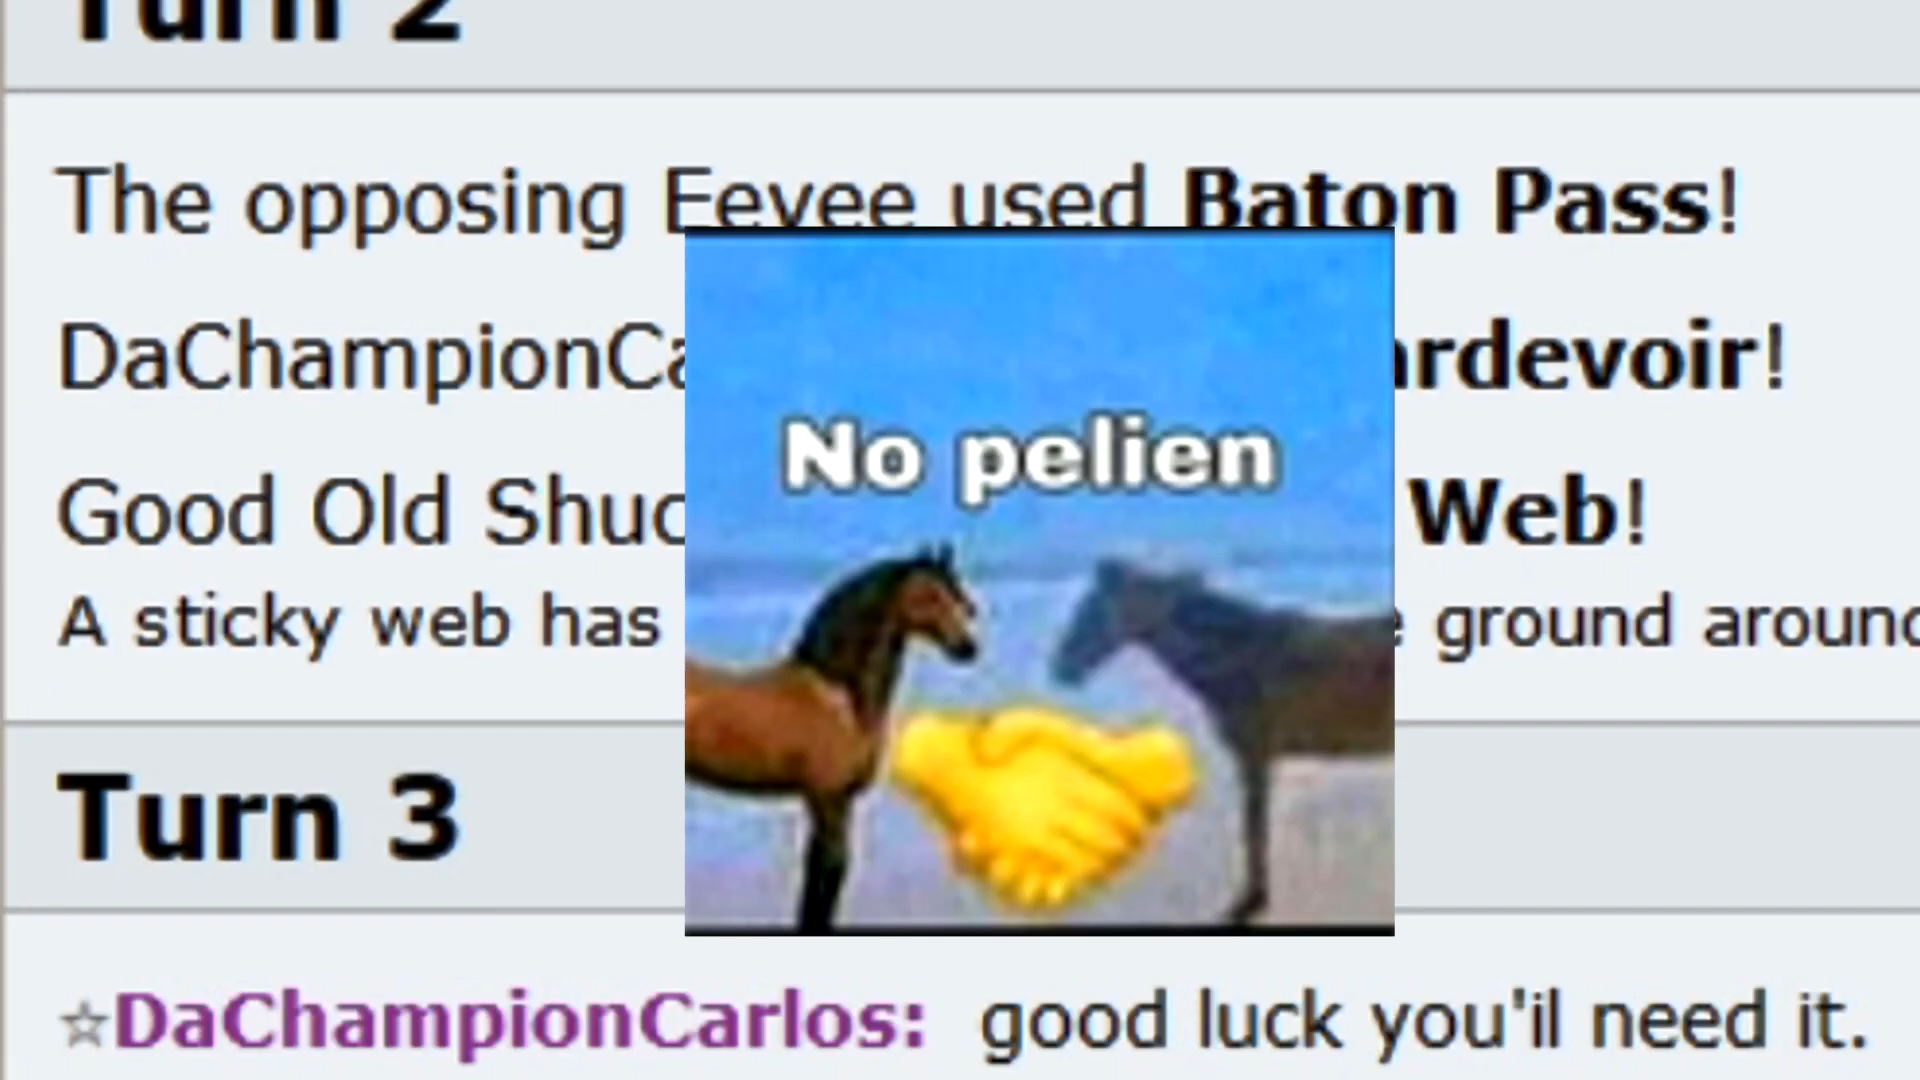 Turn 2
The opposing Eevee used Baton Pass!
DaChampionCa
ardevoir!
Good Old Shuc
Web!
A sticky web has
ground around
No pelien
Turn 3
☆DaChampionCarlos: good luck you'il need it.